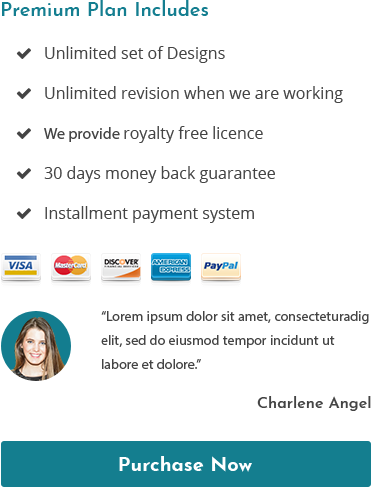 Premium Plan Includes
Unlimited set of Designs
Unlimited revision when we are working
We provide royalty free licence
30 days money back guarantee
Installment payment system
VISA MasterCard DISCOVER AMERICAN EXPRESS PayPal
“Lorem ipsum dolor sit amet, consecteturadig
elit, sed do eiusmod tempor incidunt ut
labore et dolore.”
Charlene Angel
Purchase Now